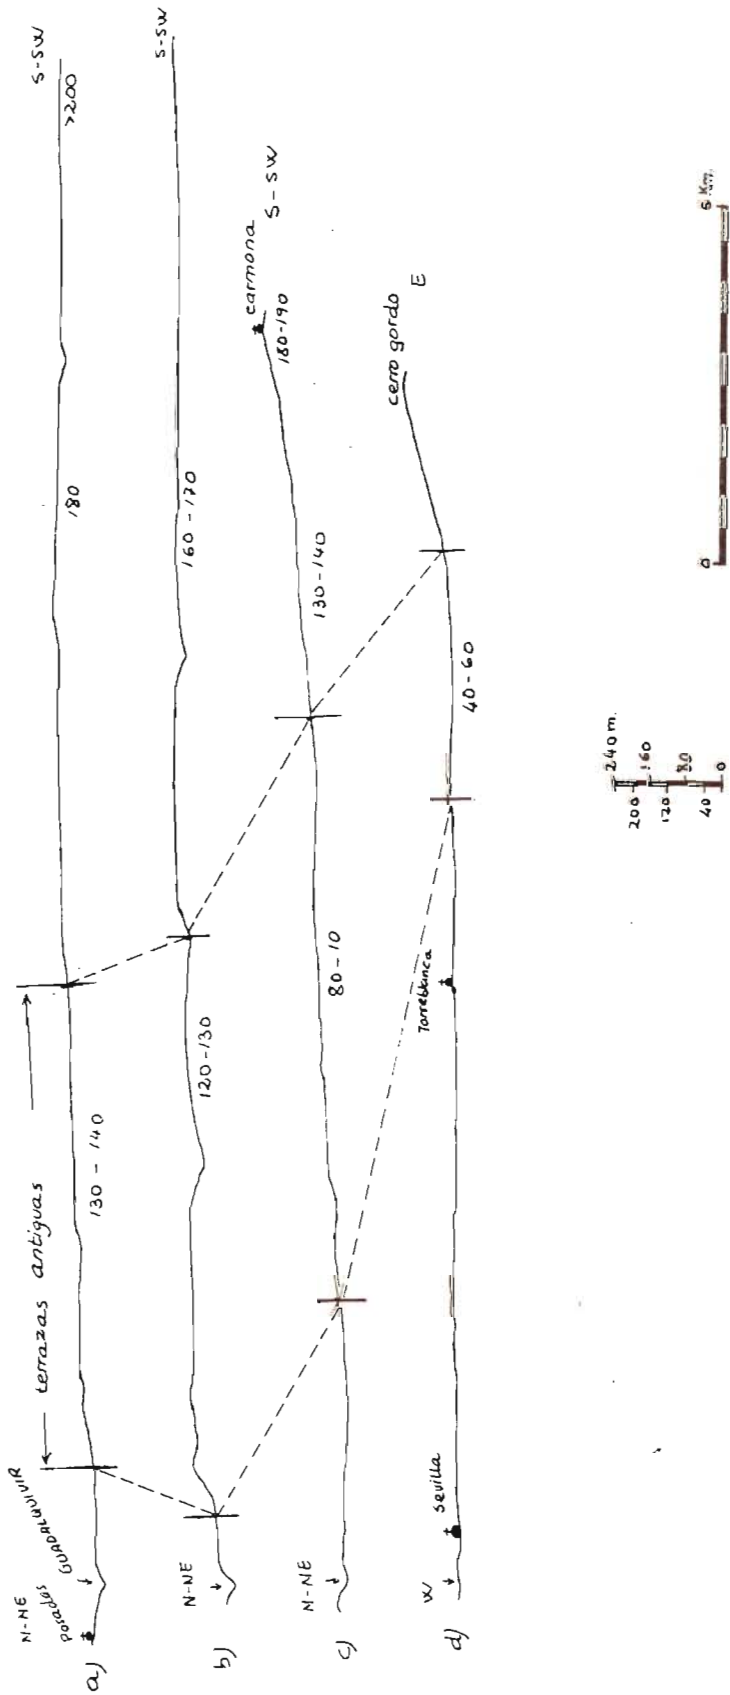 a)
N-NE
posadas
GUADALQUIVIR
terrazas antiguas
130 - 140
180
>200
S-SW
b)
N-NE
120-130
160-170
S-SW
c)
N-NE
80-10
130-140
180-190
carmona
S-SW
d)
W
sevilla
Torreblanca
40-60
cerro gordo
E
240 m.
200
160
120
80
40
0
0
5 Km.